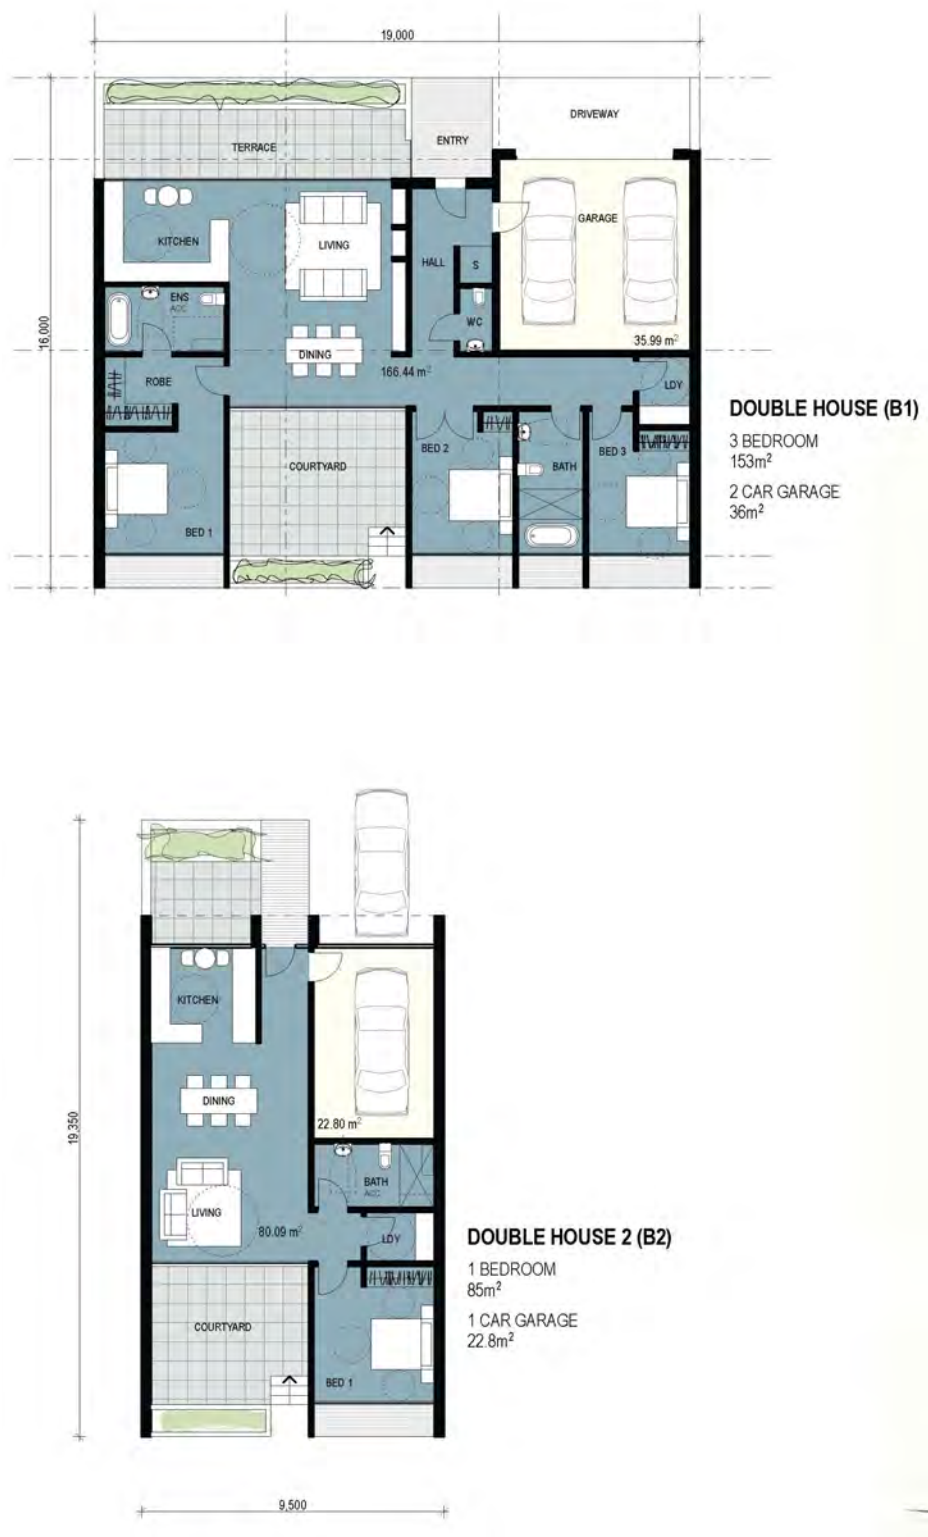 19,000
DRIVEWAY
ENTRY
TERRACE
GARAGE
KITCHEN
LIVING
HALL
S
ENS
ACC
WC
16,000
35.99 m²
DINING
166.44 m²
ROBE
LDY
DOUBLE HOUSE (B1)
3 BEDROOM
153m²
2 CAR GARAGE
36m²
BED 2
BED 3
COURTYARD
BATH
BED 1
KITCHEN
DINING
22.80 m²
19,350
BATH
ACC
LIVING
80.09 m²
LDY
DOUBLE HOUSE 2 (B2)
1 BEDROOM
85m²
1 CAR GARAGE
22.8m²
COURTYARD
BED 1
9,500